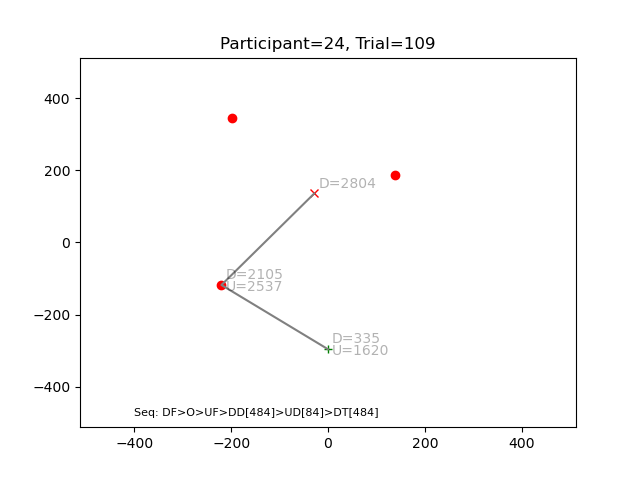 Participant=24, Trial=109
400
200
0
−200
−400
D=2804
D=2105
U=2537
D=335
U=1620
Seq: DF>O>UF>DD[484]>UD[84]>DT[484]
−400
−200
0
200
400